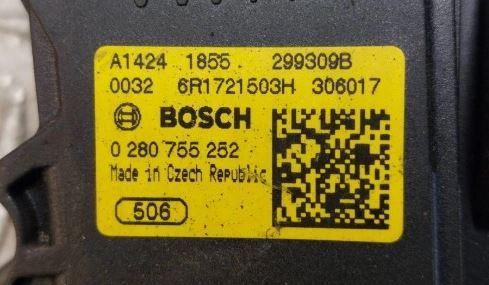 A1424 1855 299309B
0032 6R1721503H 306017
BOSCH
0 280 755 252
Made in Czech Republic
506